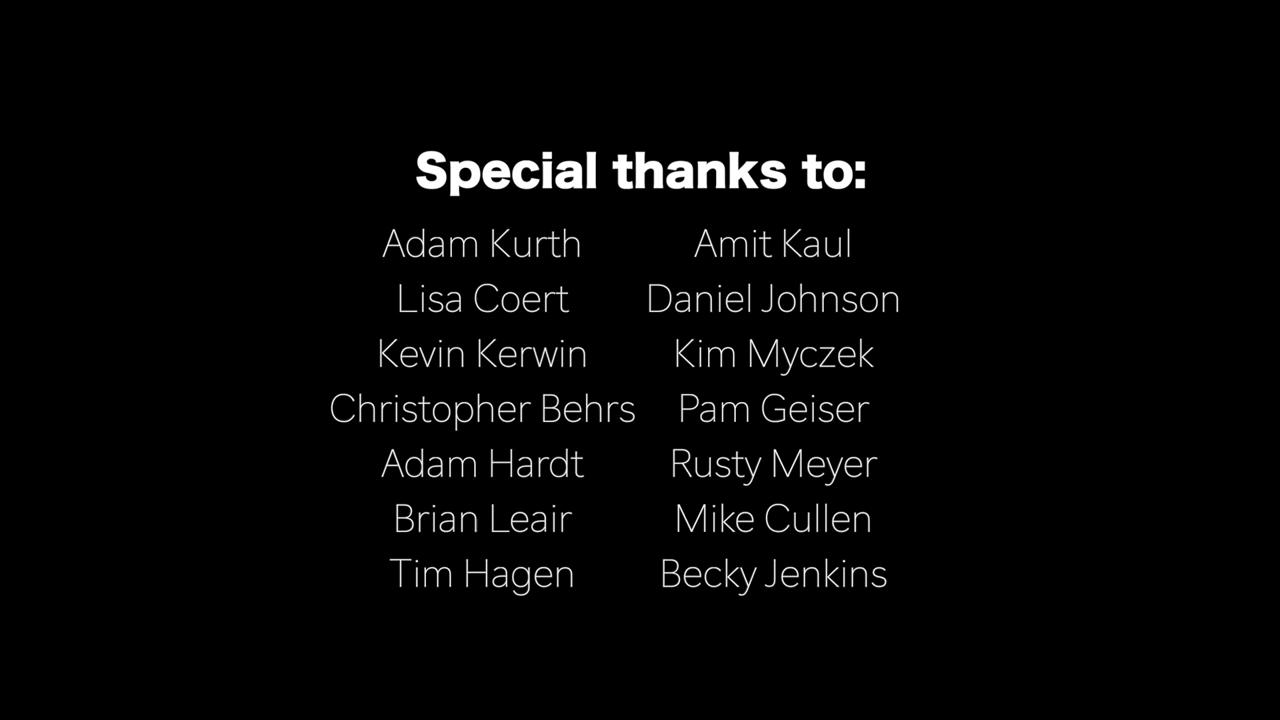 Special thanks to:
Adam Kurth Amit Kaul
Lisa Coert Daniel Johnson
Kevin Kerwin Kim Myczek
Christopher Behrs Pam Geiser
Adam Hardt Rusty Meyer
Brian Leair Mike Cullen
Tim Hagen Becky Jenkins